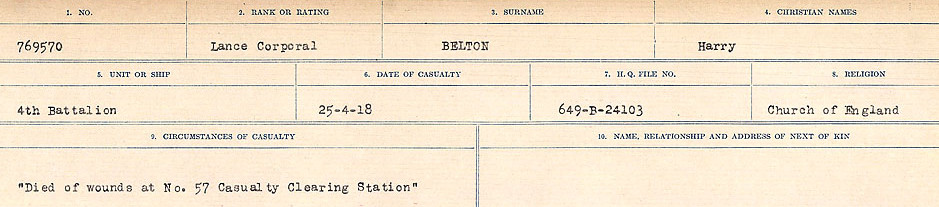 1. NO. 2. RANK OR RATING 3. SURNAME 4. CHRISTIAN NAMES
769570 Lance Corporal BELTON Harry
5. UNIT OR SHIP 6. DATE OF CASUALTY 7. H.Q. FILE NO. 8. RELIGION
4th Battalion 25-4-18 649-B-24103 Church of England
9. CIRCUMSTANCES OF CASUALTY 10. NAME, RELATIONSHIP AND ADDRESS OF NEXT OF KIN
"Died of wounds at No. 57 Casualty Clearing Station"